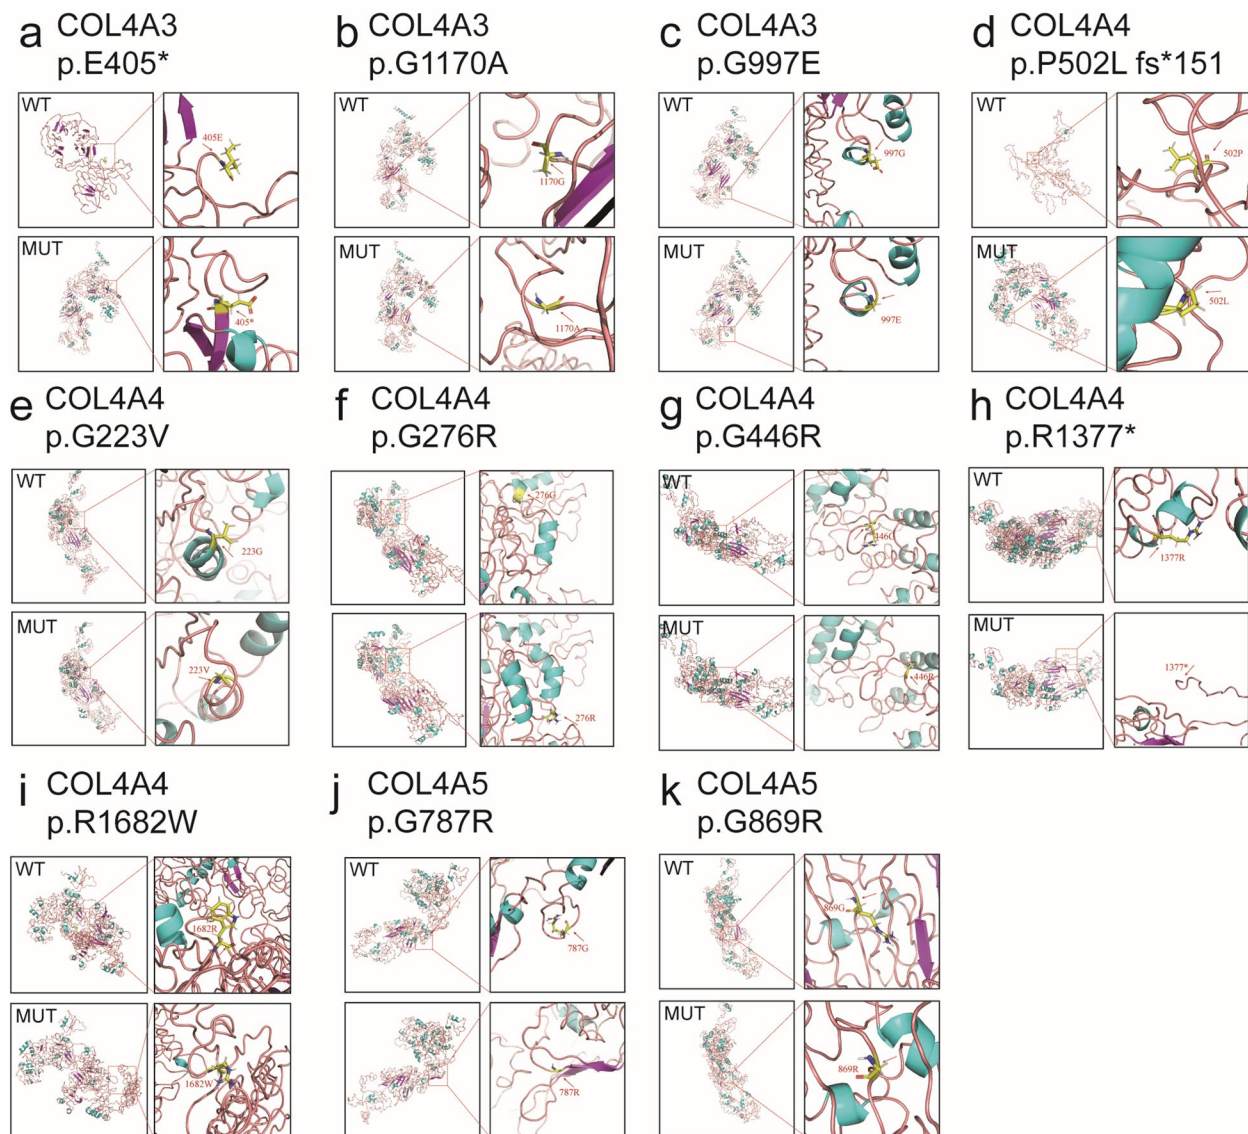 a COL4A3
p.E405*
WT
405E
MUT
405*
b COL4A3
p.G1170A
WT
1170G
MUT
1170A
c COL4A3
p.G997E
WT
997G
MUT
997E
d COL4A4
p.P502L fs*151
WT
502P
MUT
502L
e COL4A4
p.G223V
WT
223G
MUT
223V
f COL4A4
p.G276R
276G
276R
g COL4A4
p.G446R
WT
446G
MUT
446R
h COL4A4
p.R1377*
WT
1377R
MUT
1377*
i COL4A4
p.R1682W
WT
1682R
MUT
1682W
j COL4A5
p.G787R
WT
787G
MUT
787R
k COL4A5
p.G869R
WT
869G
MUT
869R